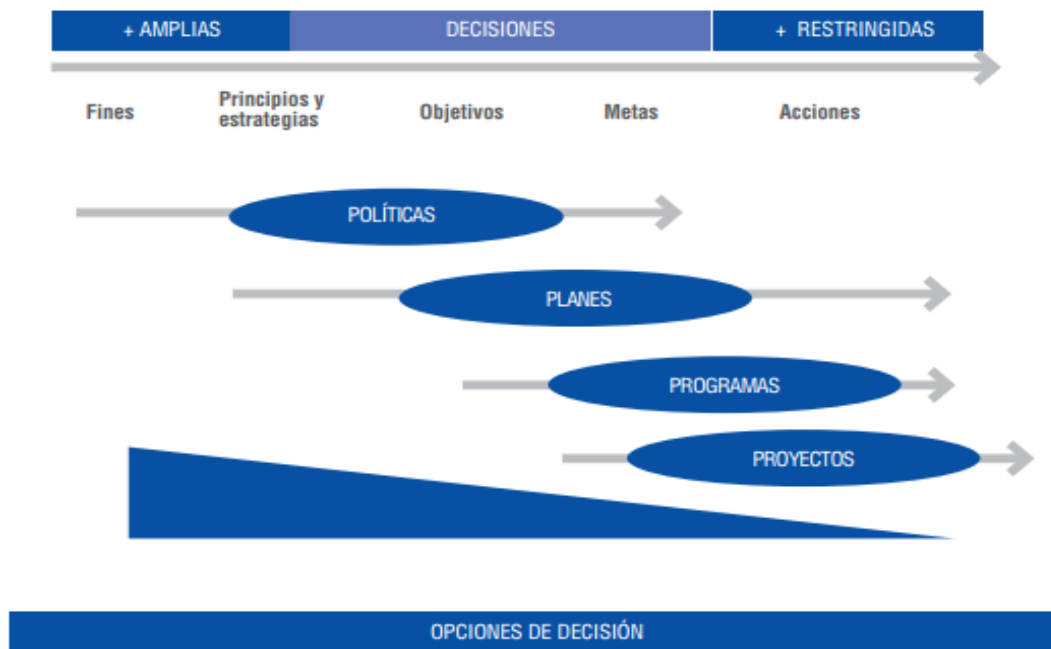 + AMPLIAS
DECISIONES
+ RESTRINGIDAS
Fines
Principios y
estrategias
Objetivos
Metas
Acciones
POLÍTICAS
PLANES
PROGRAMAS
PROYECTOS
OPCIONES DE DECISIÓN